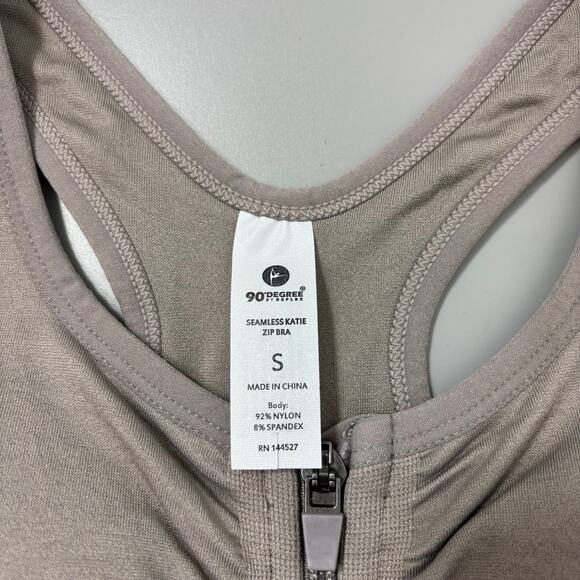 90°DEGREE®
BY REFLEX
SEAMLESS KATIE
ZIP BRA
S
MADE IN CHINA
Body:
92% NYLON
8% SPANDEX
RN 144527